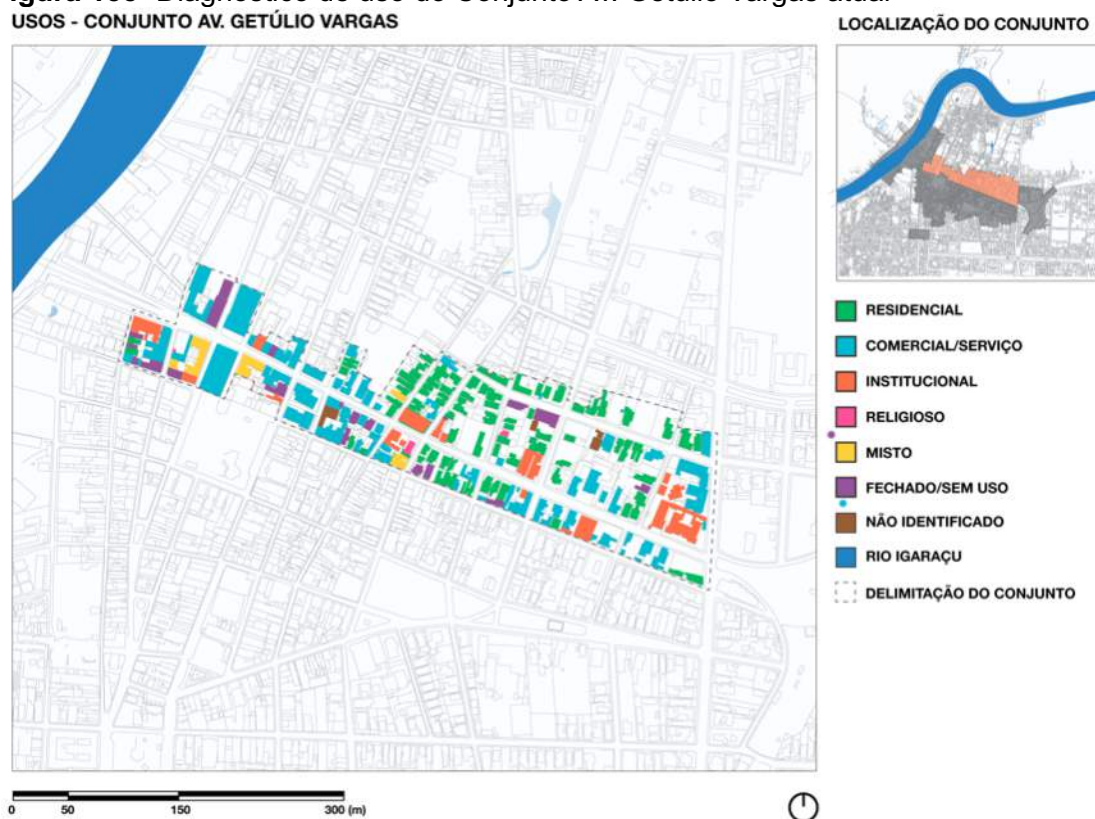 USOS - CONJUNTO AV. GETÚLIO VARGAS
LOCALIZAÇÃO DO CONJUNTO
RESIDENCIAL
COMERCIAL/SERVIÇO
INSTITUCIONAL
RELIGIOSO
MISTO
FECHADO/SEM USO
NÃO IDENTIFICADO
RIO IGARAÇU
DELIMITAÇÃO DO CONJUNTO
0 50 150 300 (m)